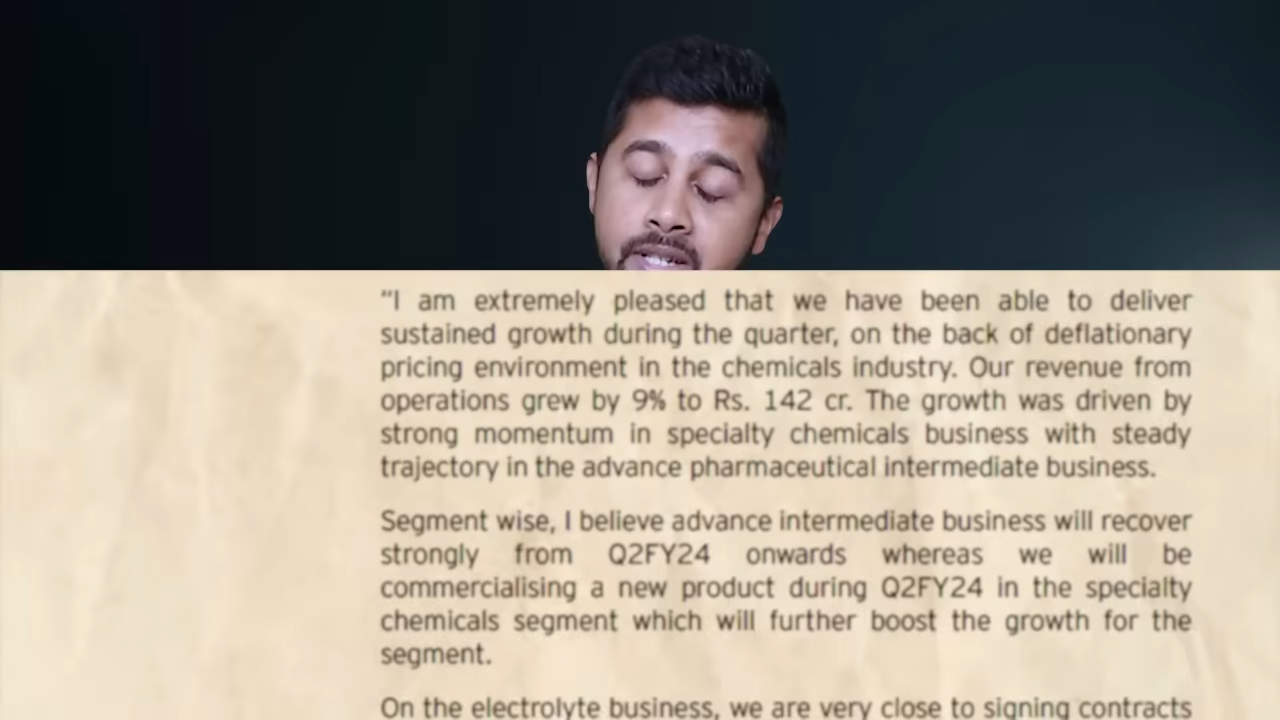 “I am extremely pleased that we have been able to deliver
sustained growth during the quarter, on the back of deflationary
pricing environment in the chemicals industry. Our revenue from
operations grew by 9% to Rs. 142 cr. The growth was driven by
strong momentum in specialty chemicals business with steady
trajectory in the advance pharmaceutical intermediate business.
Segment wise, I believe advance intermediate business will recover
strongly from Q2FY24 onwards whereas we will be
commercialising a new product during Q2FY24 in the specialty
chemicals segment which will further boost the growth for the
segment.
On the electrolyte business, we are very close to signing contracts